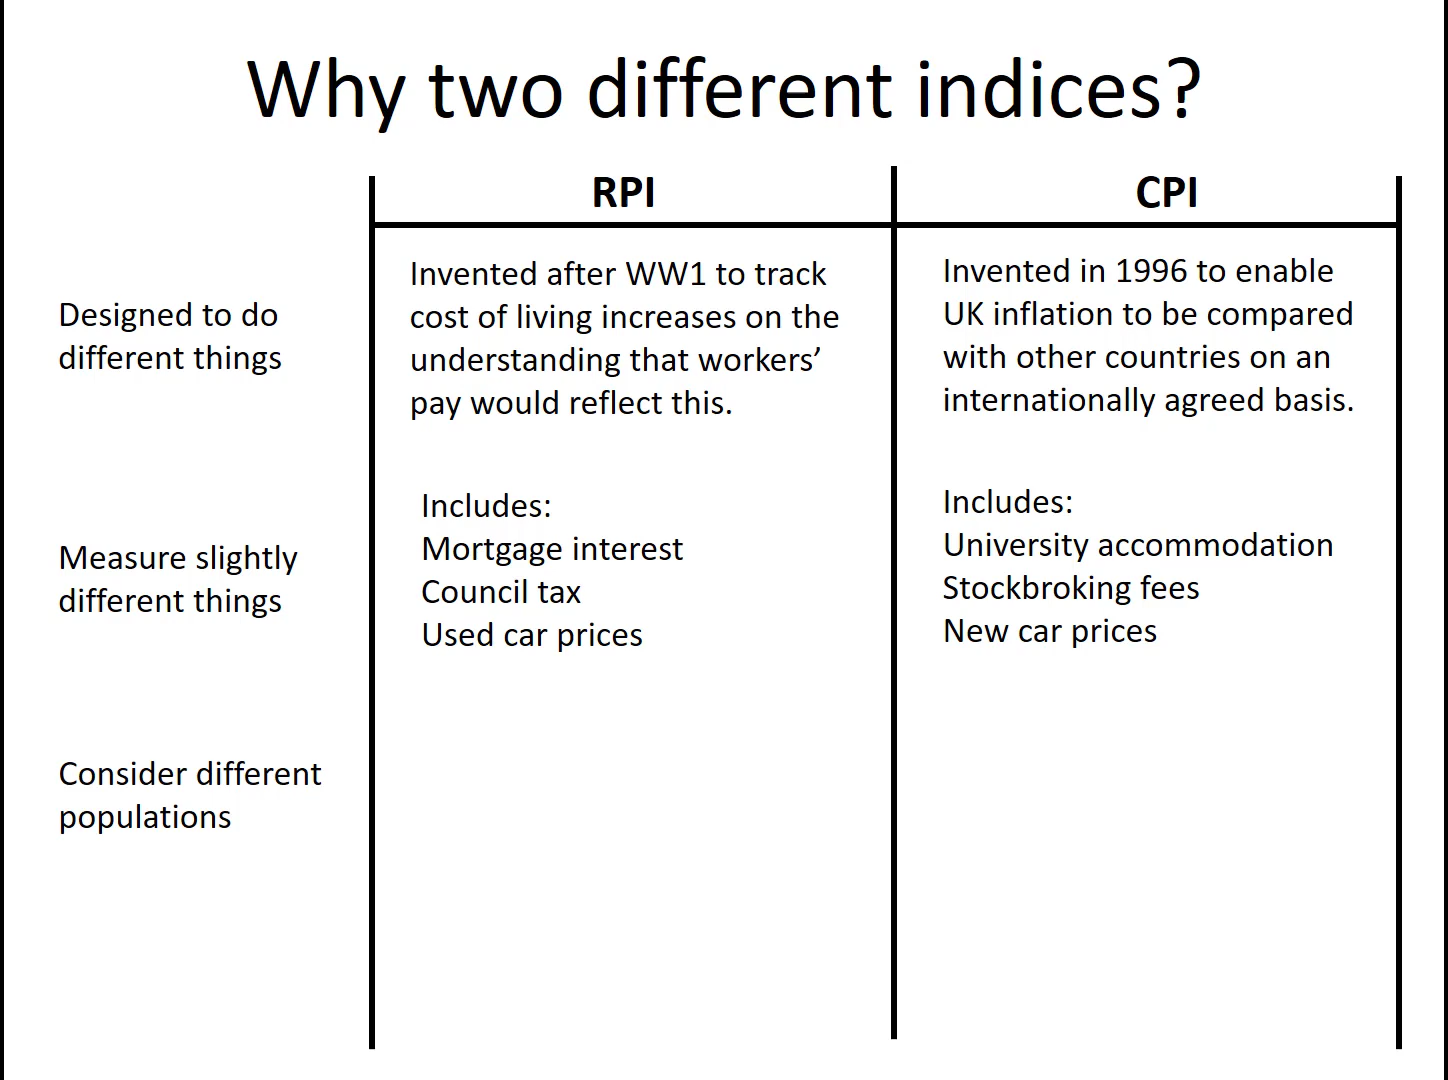 Why two different indices?
RPI
CPI
Designed to do
different things
Invented after WW1 to track
cost of living increases on the
understanding that workers’
pay would reflect this.
Invented in 1996 to enable
UK inflation to be compared
with other countries on an
internationally agreed basis.
Measure slightly
different things
Includes:
Mortgage interest
Council tax
Used car prices
Includes:
University accommodation
Stockbroking fees
New car prices
Consider different
populations